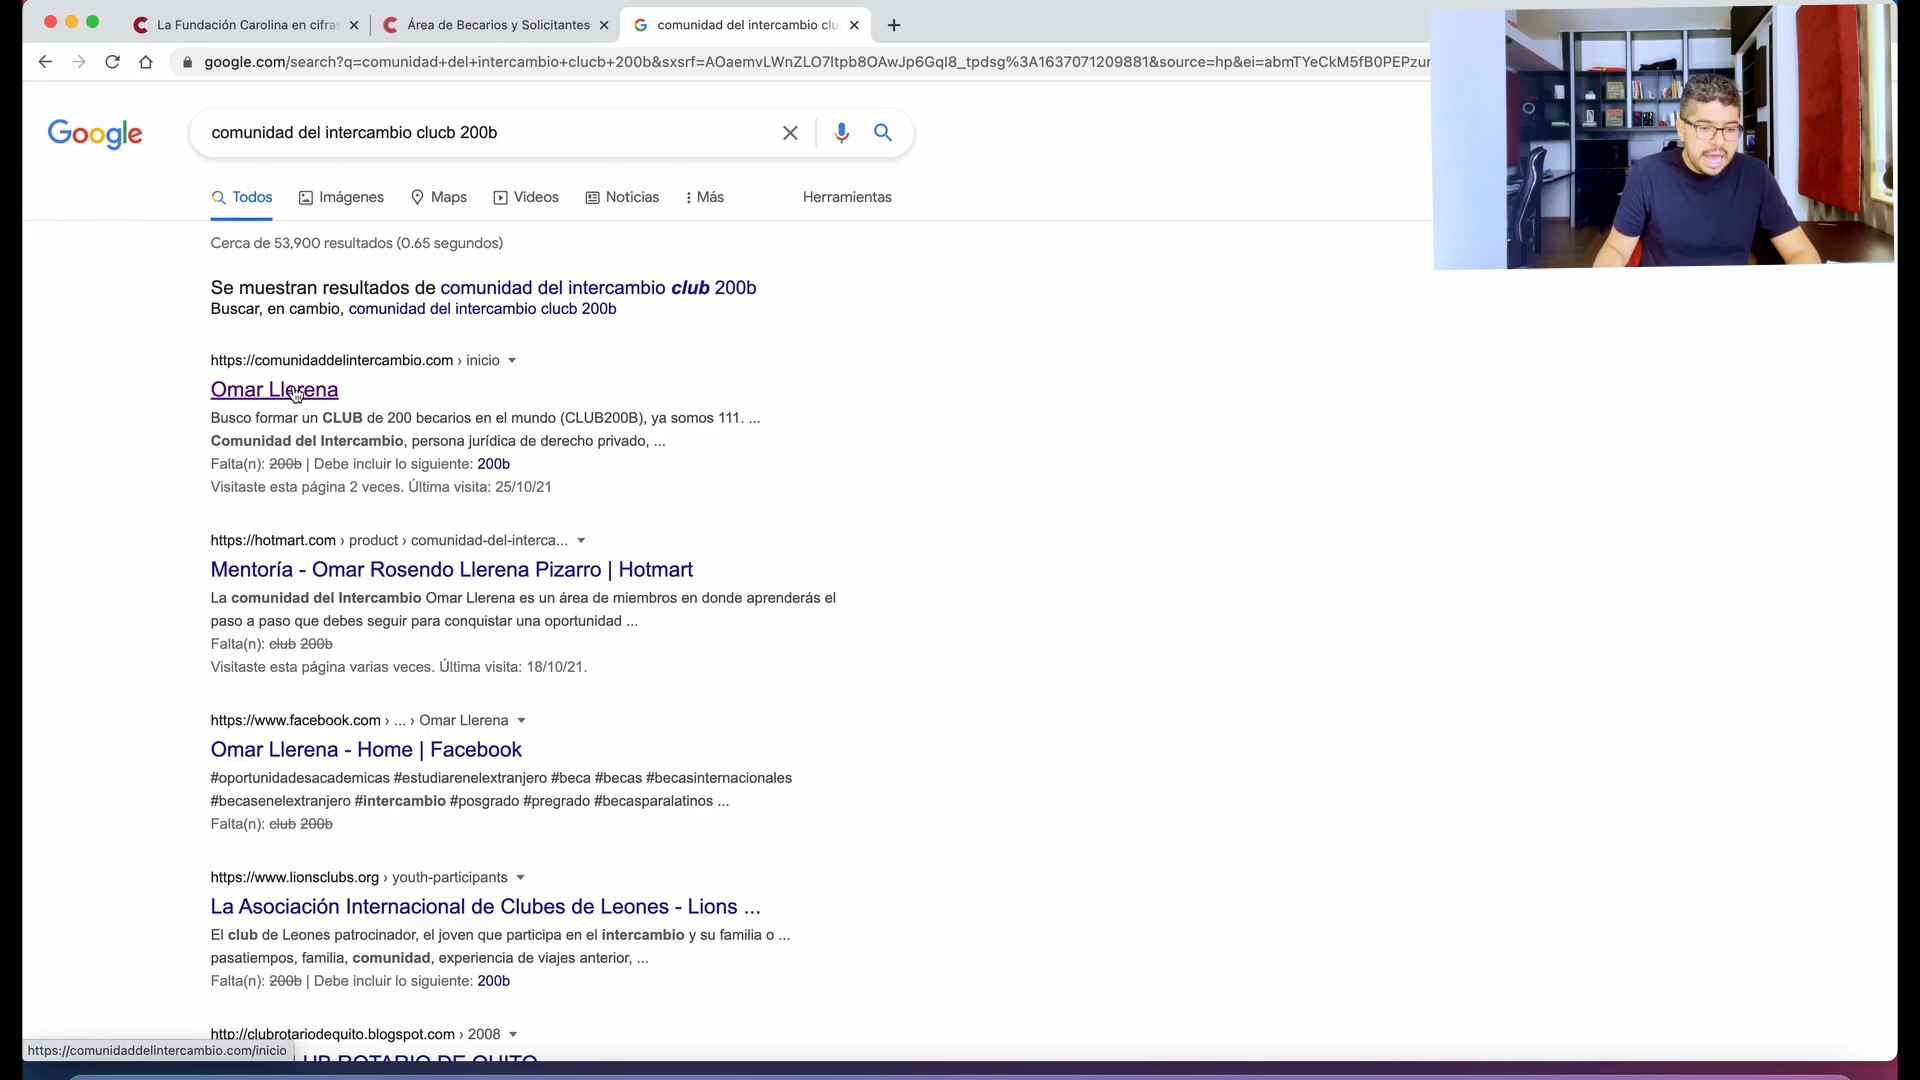 La Fundación Carolina en cifras
Área de Becarios y Solicitantes
comunidad del intercambio clu
google.com/search?q=comunidad+del+intercambio+clucb+200b&sxsrf=AOaemvLWnZLO7Itpb8OAwJp6GqI8_tpdsg%3A1637071209881&source=hp&ei=abmTYeCkM5fB0PEPzur
Google
comunidad del intercambio clucb 200b
Todos
Imágenes
Maps
Videos
Noticias
Más
Herramientas
Cerca de 53,900 resultados (0.65 segundos)
Se muestran resultados de comunidad del intercambio club 200b
Buscar, en cambio, comunidad del intercambio clucb 200b
https://comunidaddelintercambio.com › inicio
Omar Llerena
Busco formar un CLUB de 200 becarios en el mundo (CLUB200B), ya somos 111. ...
Comunidad del Intercambio, persona jurídica de derecho privado, ...
Falta(n): 200b | Debe incluir lo siguiente: 200b
Visitaste esta página 2 veces. Última visita: 25/10/21
https://hotmart.com › product › comunidad-del-interca...
Mentoría - Omar Rosendo Llerena Pizarro | Hotmart
La comunidad del Intercambio Omar Llerena es un área de miembros en donde aprenderás el
paso a paso que debes seguir para conquistar una oportunidad ...
Falta(n): club 200b
Visitaste esta página varias veces. Última visita: 18/10/21.
https://www.facebook.com › ... › Omar Llerena
Omar Llerena - Home | Facebook
#oportunidadesacademicas #estudiarenelextranjero #beca #becas #becasinternacionales
#becasenelextranjero #intercambio #posgrado #pregrado #becasparalatinos ...
Falta(n): club 200b
https://www.lionsclubs.org › youth-participants
La Asociación Internacional de Clubes de Leones - Lions ...
El club de Leones patrocinador, el joven que participa en el intercambio y su familia o ...
pasatiempos, familia, comunidad, experiencia de viajes anterior, ...
Falta(n): 200b | Debe incluir lo siguiente: 200b
http://clubrotariodequito.blogspot.com › 2008
UB ROTARIO DE QUITO
https://comunidaddelintercambio.com/inicio